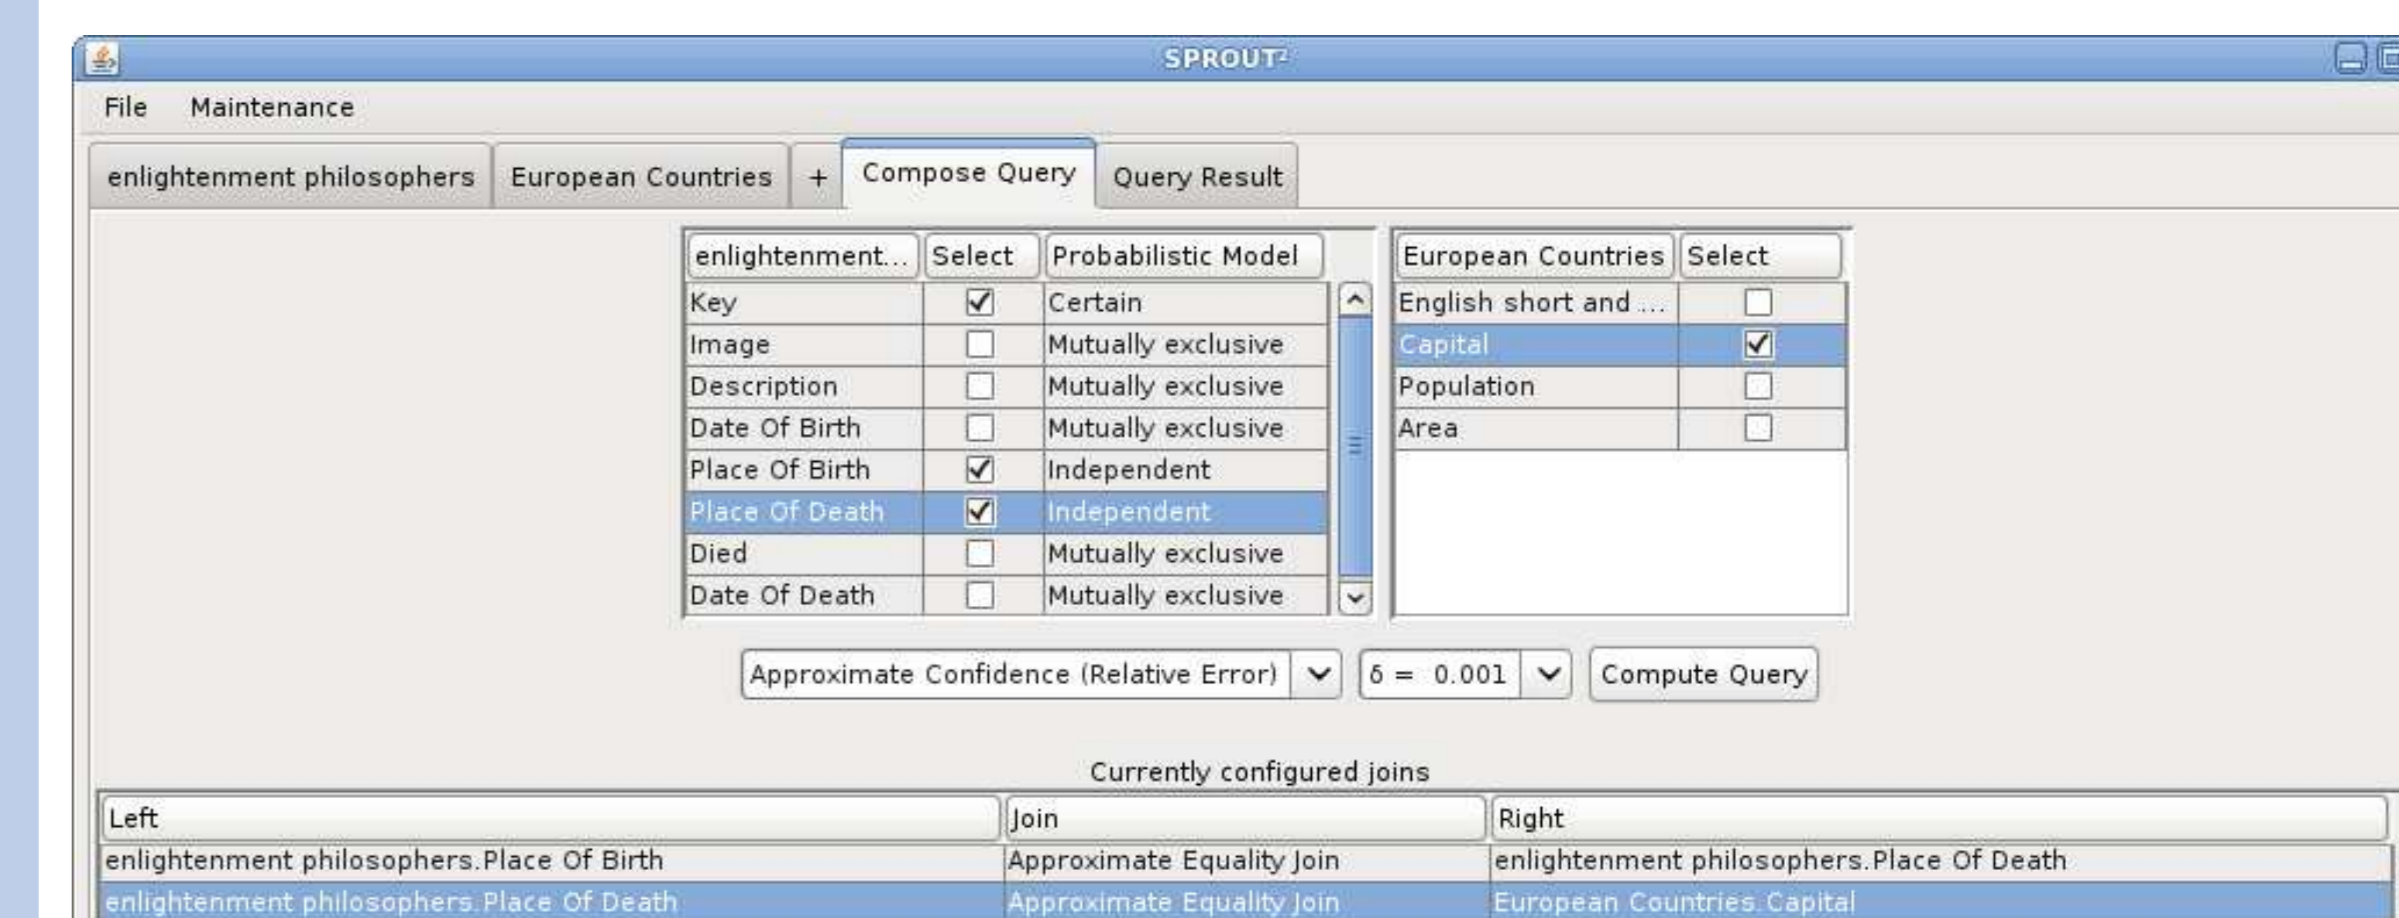 SPROUT²
File Maintenance
enlightenment philosophers European Countries + Compose Query Query Result
enlightenment... Select Probabilistic Model European Countries Select
Key Certain English short and ...
Image Mutually exclusive Capital
Description Mutually exclusive Population
Date Of Birth Mutually exclusive Area
Place Of Birth Independent
Place Of Death Independent
Died Mutually exclusive
Date Of Death Mutually exclusive
Approximate Confidence (Relative Error) δ = 0.001 Compute Query
Currently configured joins
Left Join Right
enlightenment philosophers.Place Of Birth Approximate Equality Join enlightenment philosophers.Place Of Death
enlightenment philosophers.Place Of Death Approximate Equality Join European Countries.Capital